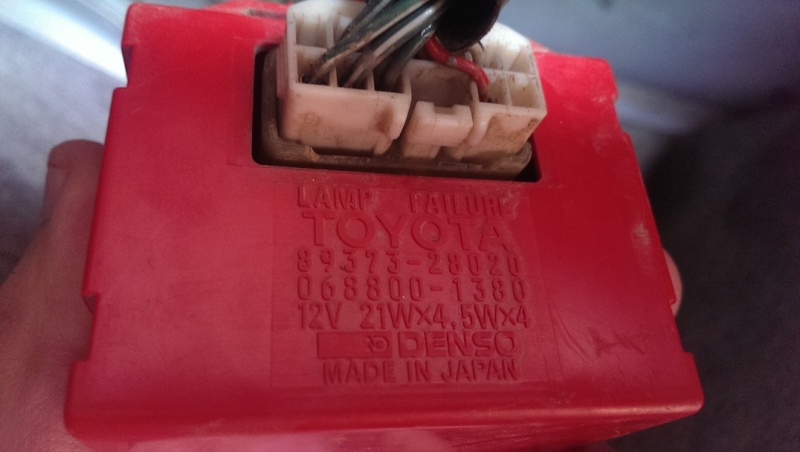 LAMP FAILURE
TOYOTA
89373-28020
068800-1380
12V 21W×4, 5W×4
DENSO
MADE IN JAPAN